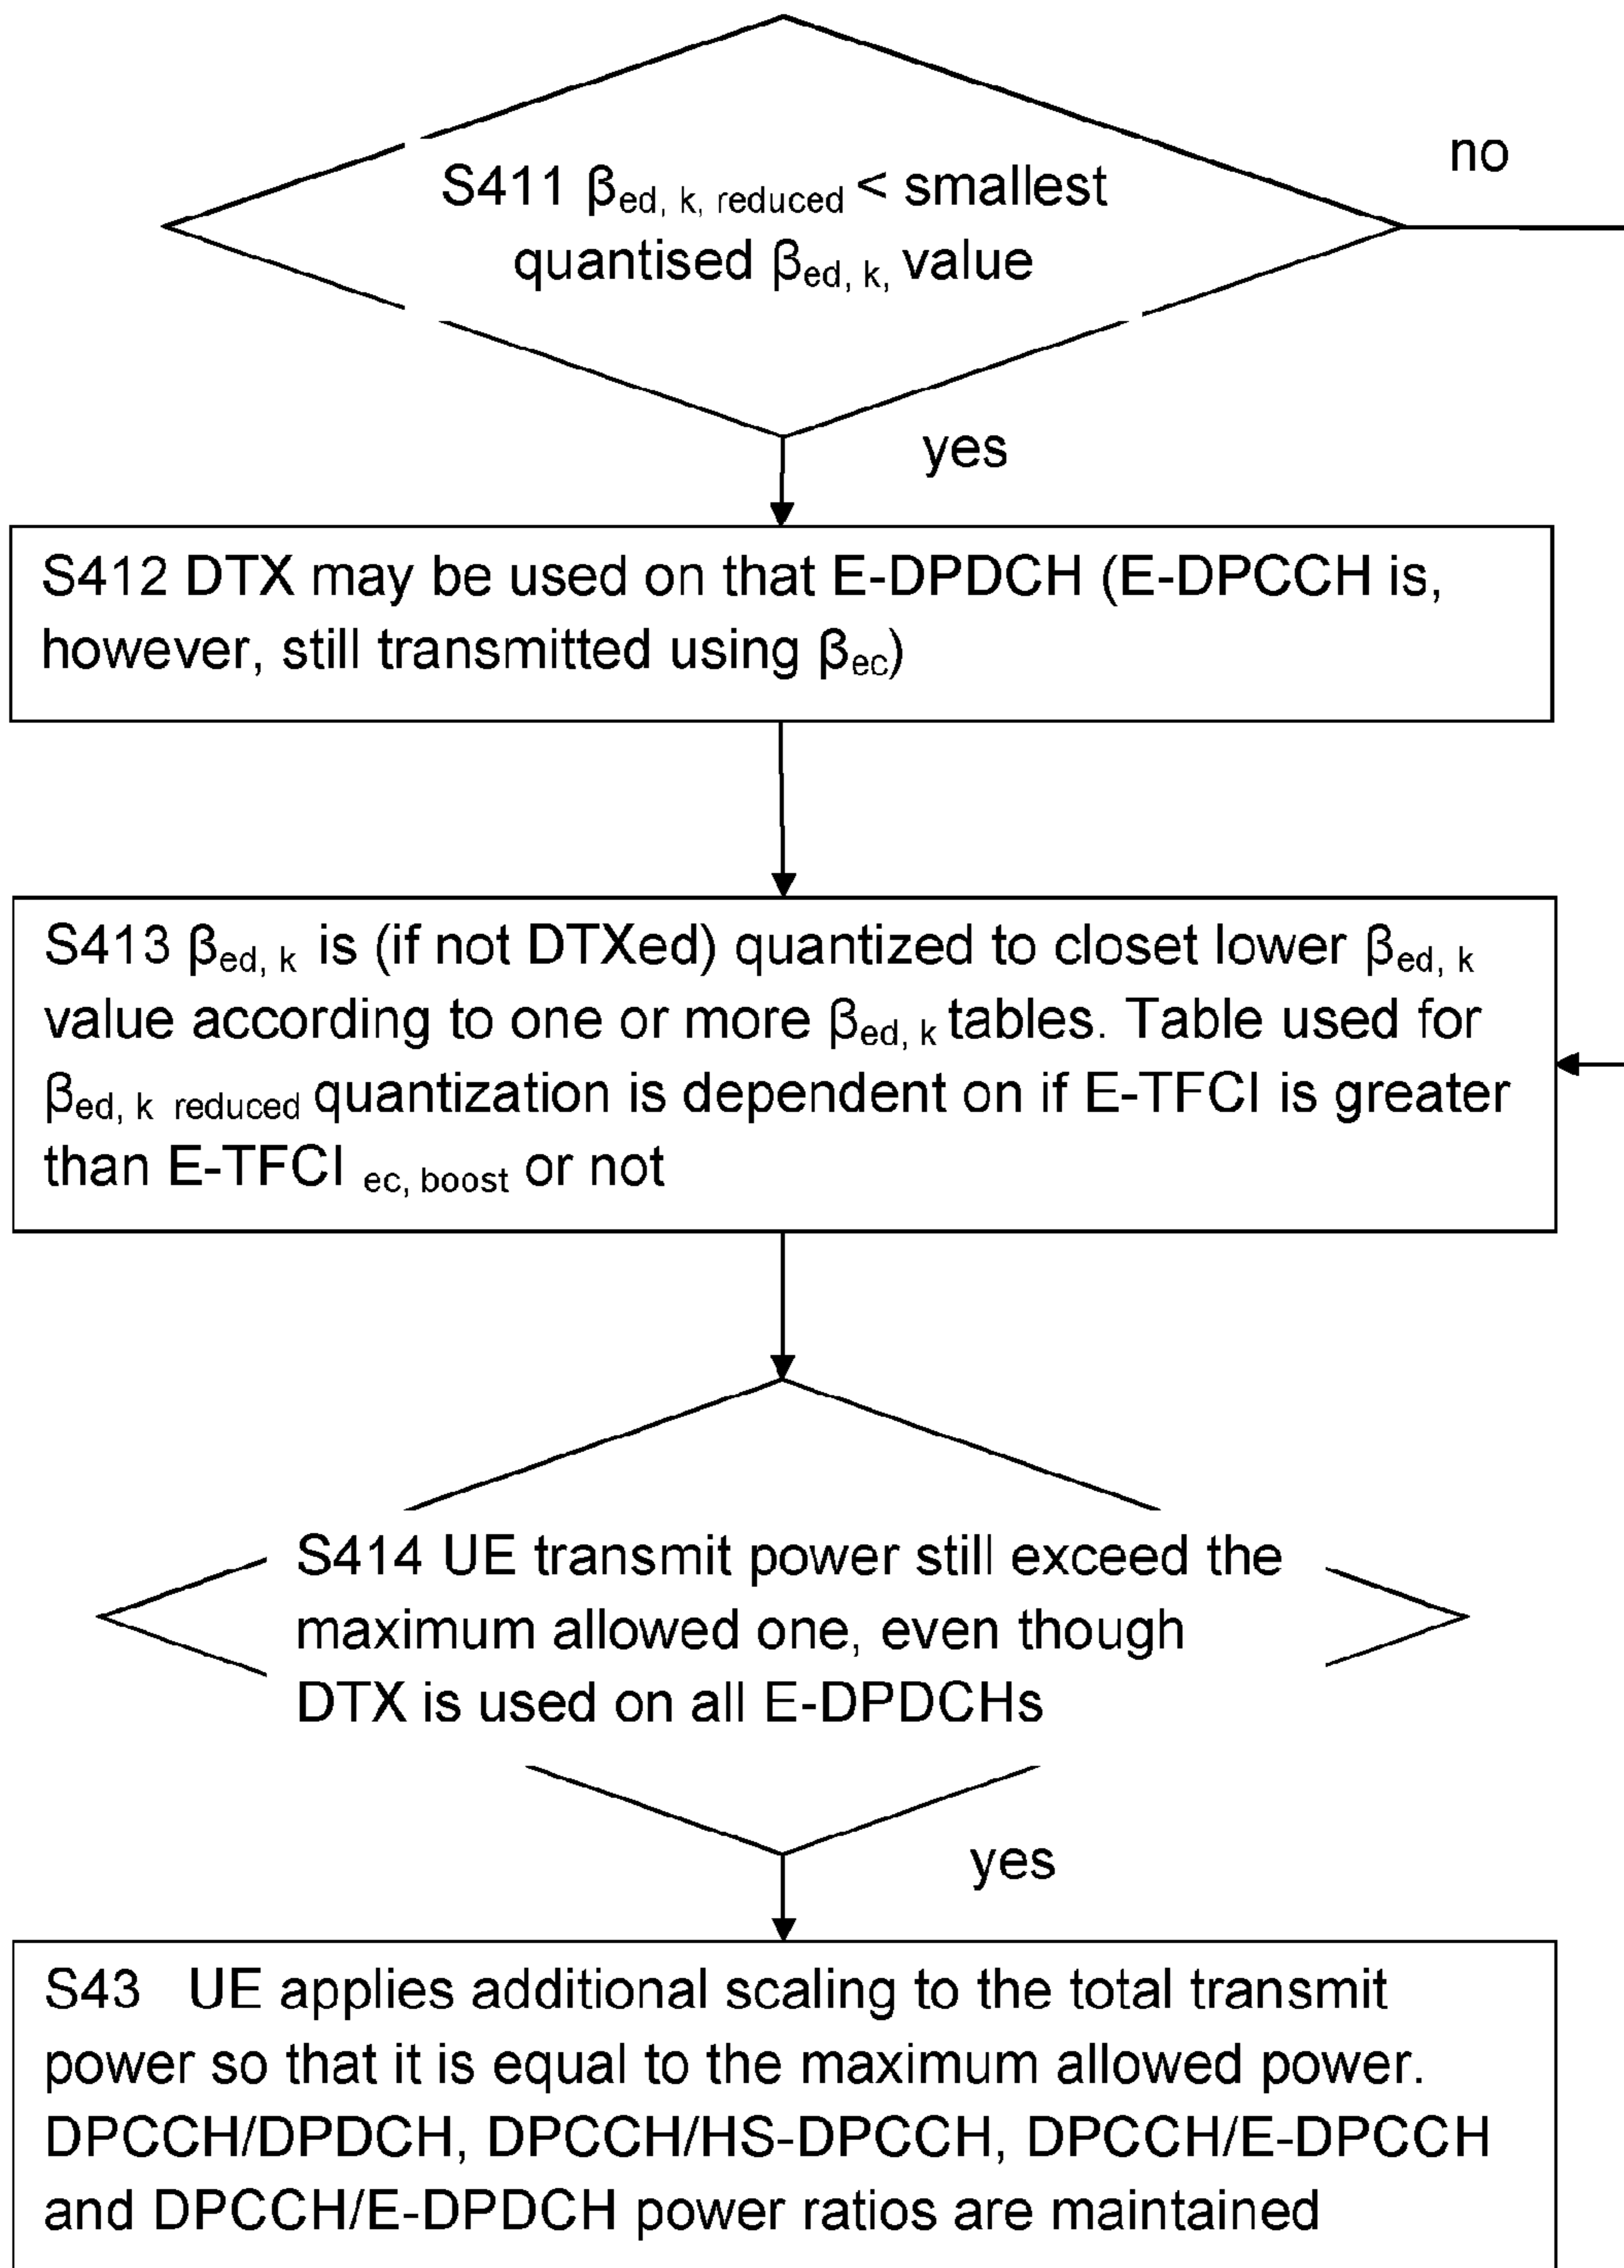 S411 βed, k, reduced < smallest
quantised βed, k, value
no
yes
S412 DTX may be used on that E-DPDCH (E-DPCCH is,
however, still transmitted using βec)
S413 βed, k is (if not DTXed) quantized to closet lower βed, k
value according to one or more βed, k tables. Table used for
βed, k reduced quantization is dependent on if E-TFCI is greater
than E-TFCI ec, boost or not
S414 UE transmit power still exceed the
maximum allowed one, even though
DTX is used on all E-DPDCHs
yes
S43 UE applies additional scaling to the total transmit
power so that it is equal to the maximum allowed power.
DPCCH/DPDCH, DPCCH/HS-DPCCH, DPCCH/E-DPCCH
and DPCCH/E-DPDCH power ratios are maintained